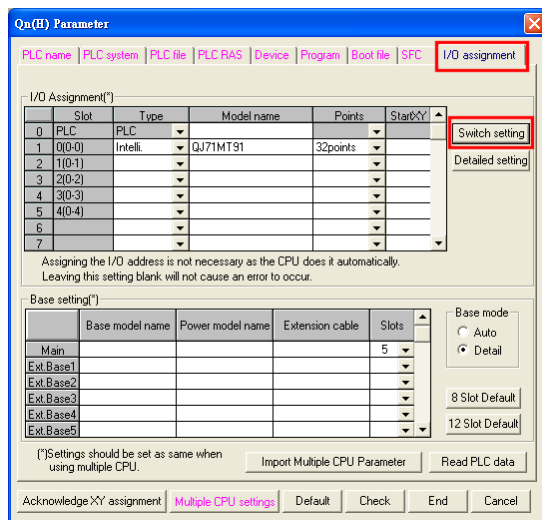 Qn(H) Parameter
PLC name PLC system PLC file PLC RAS Device Program Boot file SFC I/O assignment
I/O Assignment(*)
Slot Type Model name Points StartXY
0 PLC PLC
1 0(0-0) Intelli. QJ71MT91 32points
2 1(0-1)
3 2(0-2)
4 3(0-3)
5 4(0-4)
6
7
Switch setting
Detailed setting
Assigning the I/O address is not necessary as the CPU does it automatically.
Leaving this setting blank will not cause an error to occur.
Base setting(*)
Base model name Power model name Extension cable Slots
Main 5
Ext.Base1
Ext.Base2
Ext.Base3
Ext.Base4
Ext.Base5
Base mode
Auto
Detail
8 Slot Default
12 Slot Default
(*)Settings should be set as same when
using multiple CPU.
Import Multiple CPU Parameter Read PLC data
Acknowledge XY assignment Multiple CPU settings Default Check End Cancel